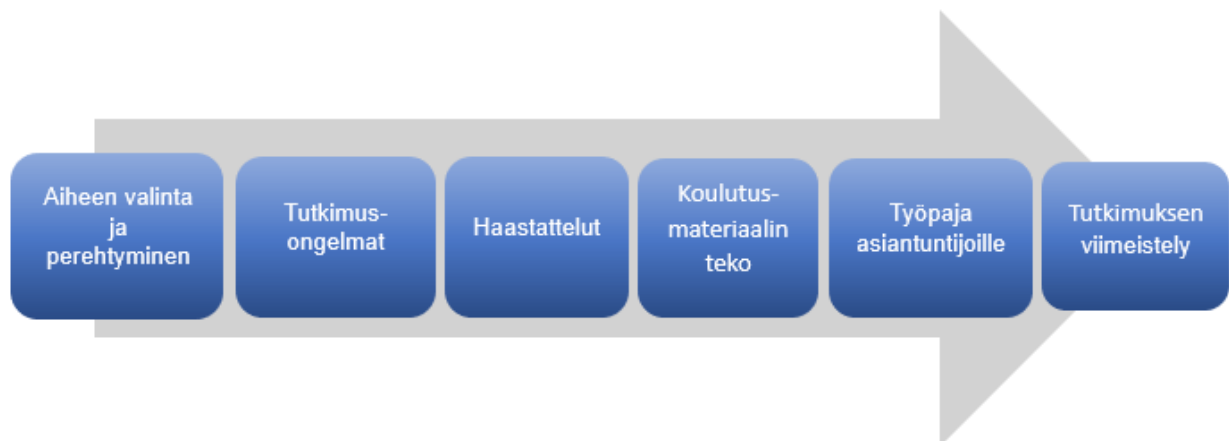 Aiheen valinta
ja
perehtyminen
Tutkimus-
ongelmat
Haastattelut
Koulutus-
materiaalin
teko
Työpaja
asiantuntijoille
Tutkimuksen
viimeistely